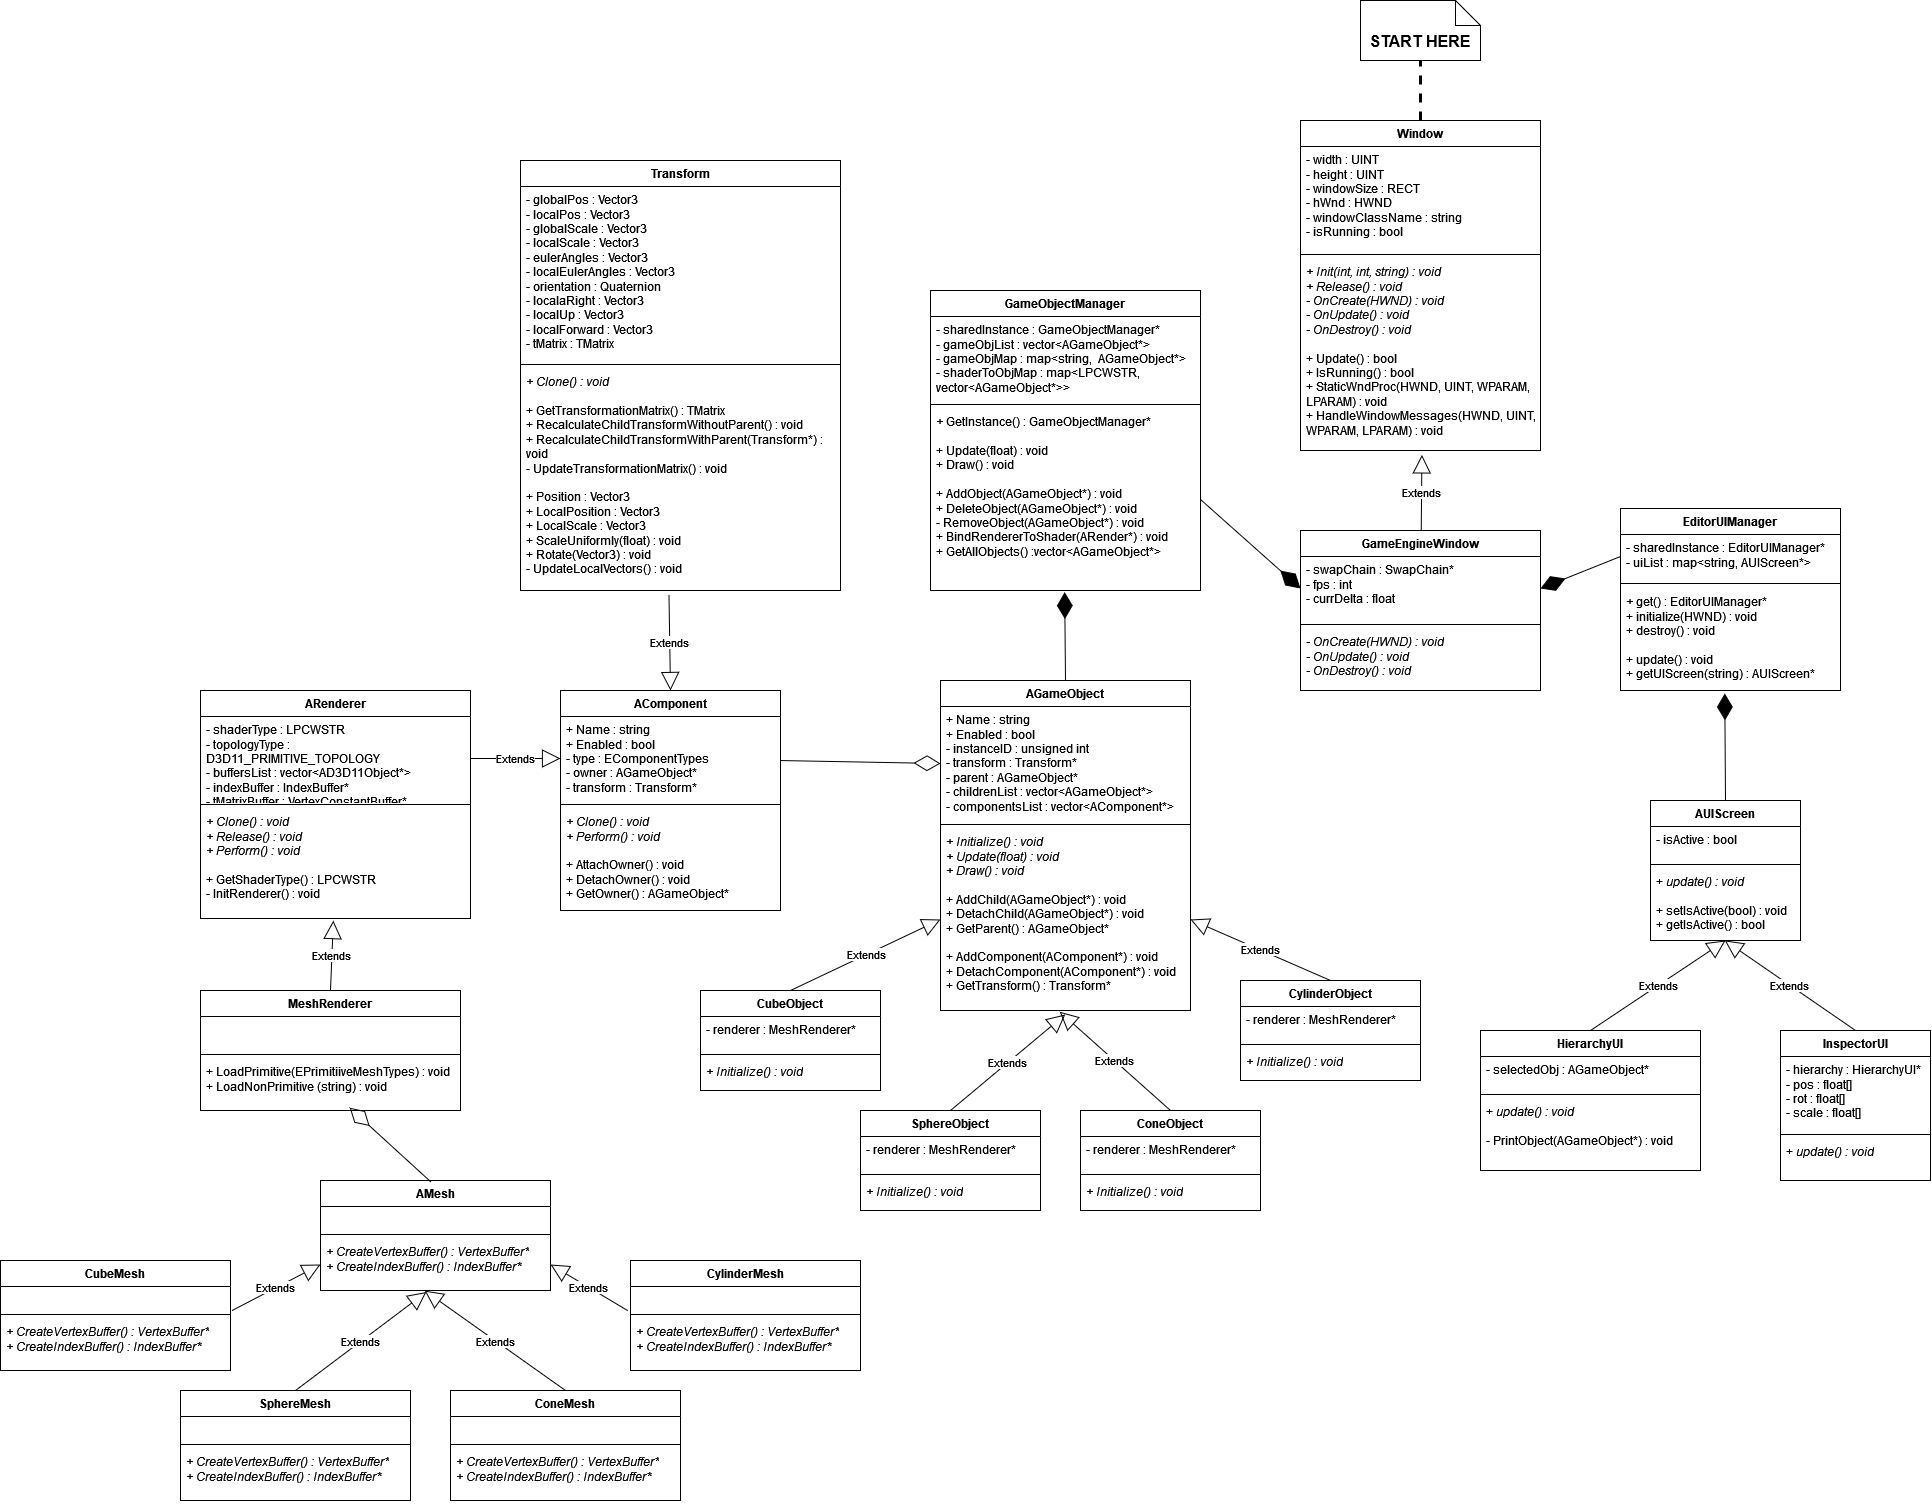 START HERE
Window
- width : UINT
- height : UINT
- windowSize : RECT
- hWnd : HWND
- windowClassName : string
- isRunning : bool
+ Init(int, int, string) : void
+ Release() : void
- OnCreate(HWND) : void
- OnUpdate() : void
- OnDestroy() : void
+ Update() : bool
+ IsRunning() : bool
+ StaticWndProc(HWND, UINT, WPARAM,
LPARAM) : void
+ HandleWindowMessages(HWND, UINT,
WPARAM, LPARAM) : void
Extends
Transform
- globalPos : Vector3
- localPos : Vector3
- globalScale : Vector3
- localScale : Vector3
- eulerAngles : Vector3
- localEulerAngles : Vector3
- orientation : Quaternion
- localaRight : Vector3
- localUp : Vector3
- localForward : Vector3
- tMatrix : TMatrix
+ Clone() : void
+ GetTransformationMatrix() : TMatrix
+ RecalculateChildTransformWithoutParent() : void
+ RecalculateChildTransformWithParent(Transform*) :
void
- UpdateTransformationMatrix() : void
+ Position : Vector3
+ LocalPosition : Vector3
+ LocalScale : Vector3
+ ScaleUniformly(float) : void
+ Rotate(Vector3) : void
- UpdateLocalVectors() : void
Extends
GameObjectManager
- sharedInstance : GameObjectManager*
- gameObjList : vector<AGameObject*>
- gameObjMap : map<string,  AGameObject*>
- shaderToObjMap : map<LPCWSTR,
vector<AGameObject*>>
+ GetInstance() : GameObjectManager*
+ Update(float) : void
+ Draw() : void
+ AddObject(AGameObject*) : void
+ DeleteObject(AGameObject*) : void
- RemoveObject(AGameObject*) : void
+ BindRendererToShader(ARender*) : void
+ GetAllObjects() :vector<AGameObject*>
GameEngineWindow
- swapChain : SwapChain*
- fps : int
- currDelta : float
- OnCreate(HWND) : void
- OnUpdate() : void
- OnDestroy() : void
EditorUIManager
- sharedInstance : EditorUIManager*
- uiList : map<string, AUIScreen*>
+ get() : EditorUIManager*
+ initialize(HWND) : void
+ destroy() : void
+ update() : void
+ getUIScreen(string) : AUIScreen*
ARenderer
- shaderType : LPCWSTR
- topologyType :
D3D11_PRIMITIVE_TOPOLOGY
- buffersList : vector<AD3D11Object*>
- indexBuffer : IndexBuffer*
- tMatrixBuffer : VertexConstantBuffer*
+ Clone() : void
+ Release() : void
+ Perform() : void
+ GetShaderType() : LPCWSTR
- InitRenderer() : void
Extends
AComponent
+ Name : string
+ Enabled : bool
- type : EComponentTypes
- owner : AGameObject*
- transform : Transform*
+ Clone() : void
+ Perform() : void
+ AttachOwner() : void
+ DetachOwner() : void
+ GetOwner() : AGameObject*
AGameObject
+ Name : string
+ Enabled : bool
- instanceID : unsigned int
- transform : Transform*
- parent : AGameObject*
- childrenList : vector<AGameObject*>
- componentsList : vector<AComponent*>
+ Initialize() : void
+ Update(float) : void
+ Draw() : void
+ AddChild(AGameObject*) : void
+ DetachChild(AGameObject*) : void
+ GetParent() : AGameObject*
+ AddComponent(AComponent*) : void
+ DetachComponent(AComponent*) : void
+ GetTransform() : Transform*
AUIScreen
- isActive : bool
+ update() : void
+ setIsActive(bool) : void
+ getIsActive() : bool
Extends
Extends
Extends
Extends
Extends
MeshRenderer
+ LoadPrimitive(EPrimitiiveMeshTypes) : void
+ LoadNonPrimitive (string) : void
CubeObject
- renderer : MeshRenderer*
+ Initialize() : void
CylinderObject
- renderer : MeshRenderer*
+ Initialize() : void
Extends
Extends
HierarchyUI
- selectedObj : AGameObject*
+ update() : void
- PrintObject(AGameObject*) : void
InspectorUI
- hierarchy : HierarchyUI*
- pos : float[]
- rot : float[]
- scale : float[]
+ update() : void
SphereObject
- renderer : MeshRenderer*
+ Initialize() : void
ConeObject
- renderer : MeshRenderer*
+ Initialize() : void
AMesh
+ CreateVertexBuffer() : VertexBuffer*
+ CreateIndexBuffer() : IndexBuffer*
Extends
Extends
CubeMesh
+ CreateVertexBuffer() : VertexBuffer*
+ CreateIndexBuffer() : IndexBuffer*
CylinderMesh
+ CreateVertexBuffer() : VertexBuffer*
+ CreateIndexBuffer() : IndexBuffer*
Extends
Extends
SphereMesh
+ CreateVertexBuffer() : VertexBuffer*
+ CreateIndexBuffer() : IndexBuffer*
ConeMesh
+ CreateVertexBuffer() : VertexBuffer*
+ CreateIndexBuffer() : IndexBuffer*